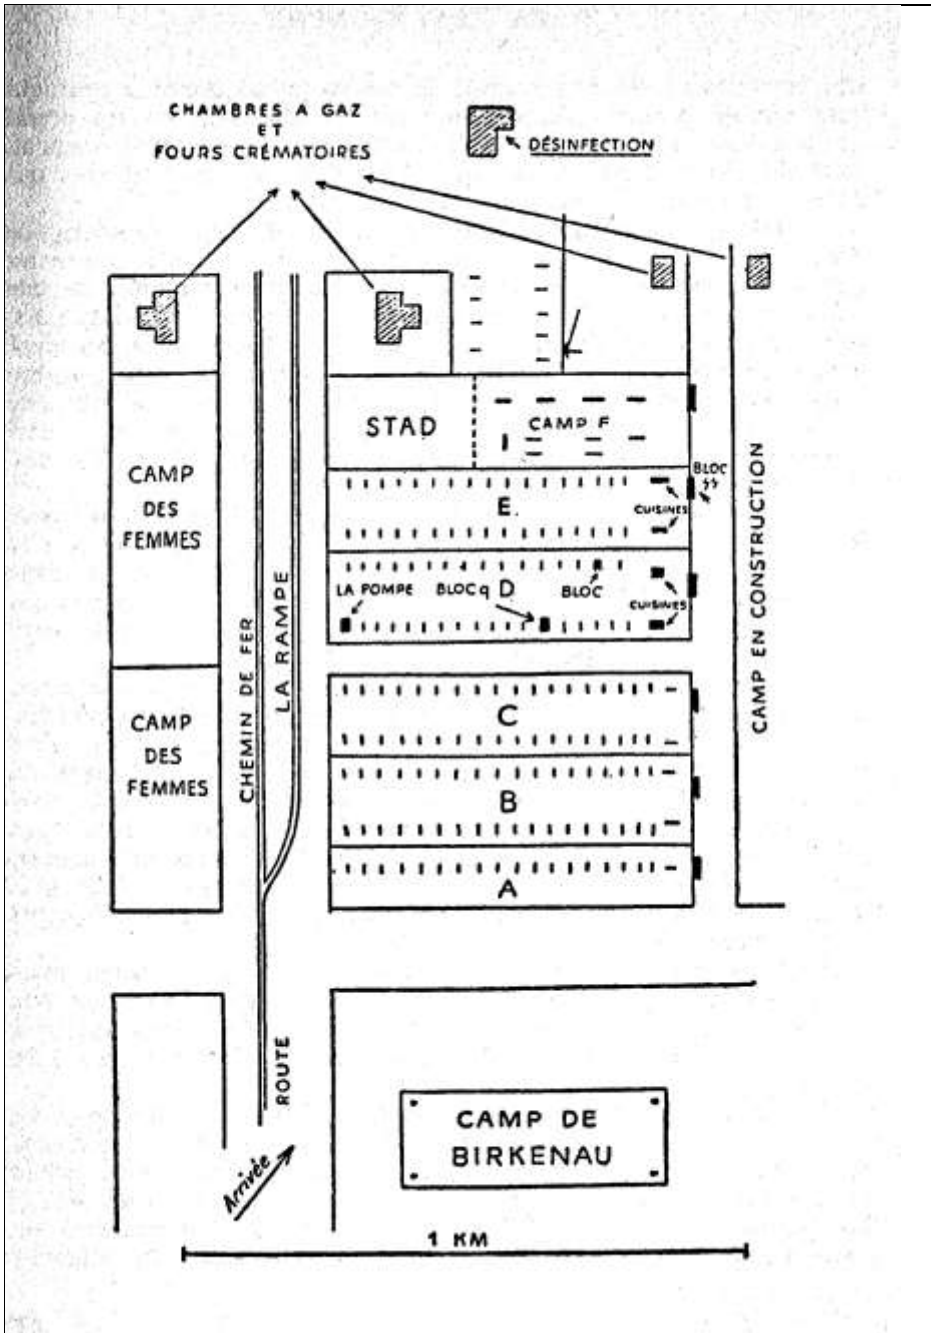 CHAMBRES A GAZ
ET
FOURS CRÉMATOIRES
DÉSINFECTION
STAD
CAMP F
CAMP
DES
FEMMES
E
CUISINES
BLOC
SS
LA POMPE
BLOC 9
D
BLOC
CUISINES
CHEMIN DE FER
LA RAMPE
CAMP EN CONSTRUCTION
CAMP
DES
FEMMES
C
B
A
ROUTE
Arrivée
CAMP DE
BIRKENAU
1 KM